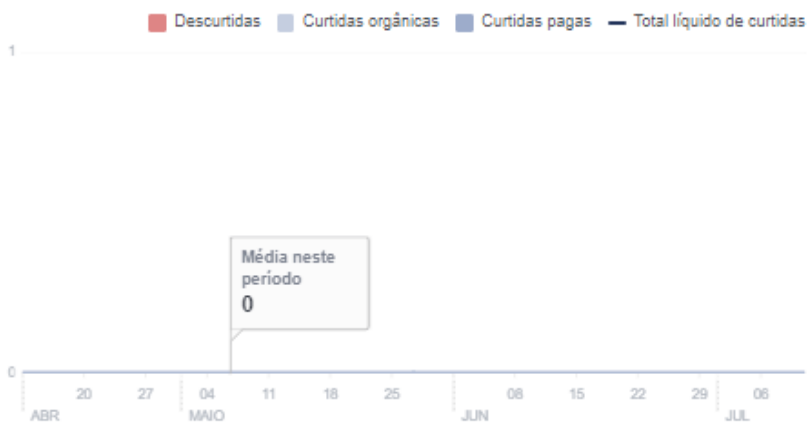 Descurtidas Curtidas orgânicas Curtidas pagas Total líquido de curtidas
1
Média neste
período
0
0
20 27 04 11 18 25 08 15 22 29 06
ABR MAIO JUN JUL